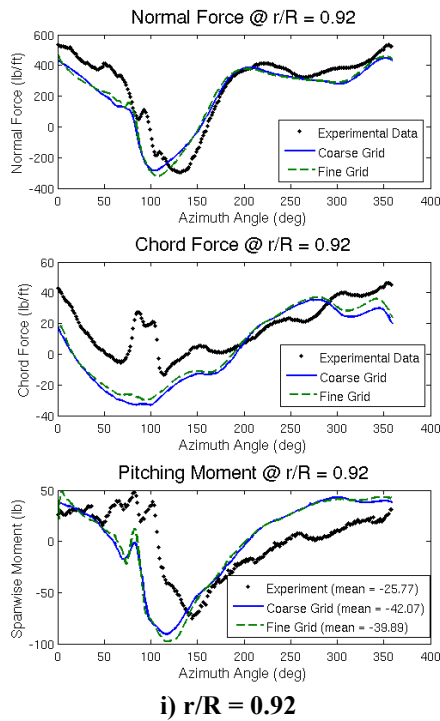 Normal Force @ r/R = 0.92
600
400
200
0
-200
-400
Normal Force (lb/ft)
Experimental Data
Coarse Grid
Fine Grid
0 50 100 150 200 250 300 350 400
Azimuth Angle (deg)
Chord Force @ r/R = 0.92
60
40
20
0
-20
-40
Chord Force (lb/ft)
Experimental Data
Coarse Grid
Fine Grid
0 50 100 150 200 250 300 350 400
Azimuth Angle (deg)
Pitching Moment @ r/R = 0.92
50
0
-50
-100
Spanwise Moment (lb)
Experiment (mean = -25.77)
Coarse Grid (mean = -42.07)
Fine Grid (mean = -39.89)
0 50 100 150 200 250 300 350 400
Azimuth Angle (deg)
i) r/R = 0.92